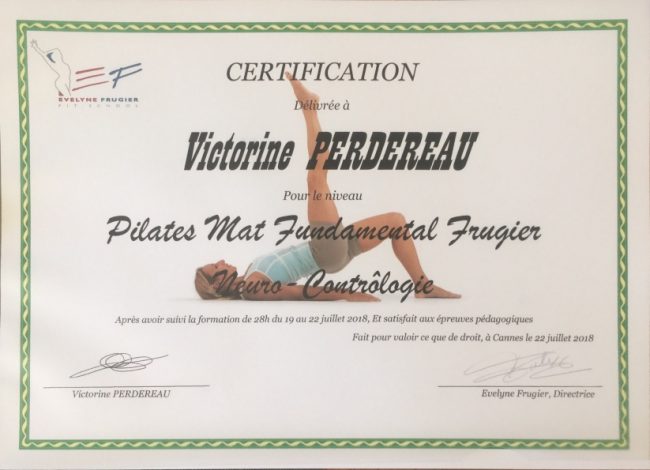 EF
EVELYNE FRUGIER
FIT SCHOOL
CERTIFICATION
Délivrée à
Victorine PERDEREAU
Pour le niveau
Pilates Mat Fundamental Frugier
Neuro-Contrôlogie
Après avoir suivi la formation de 28h du 19 au 22 juillet 2018, Et satisfait aux épreuves pédagogiques
Fait pour valoir ce que de droit, à Cannes le 22 juillet 2018
Victorine PERDEREAU
Evelyne Frugier, Directrice